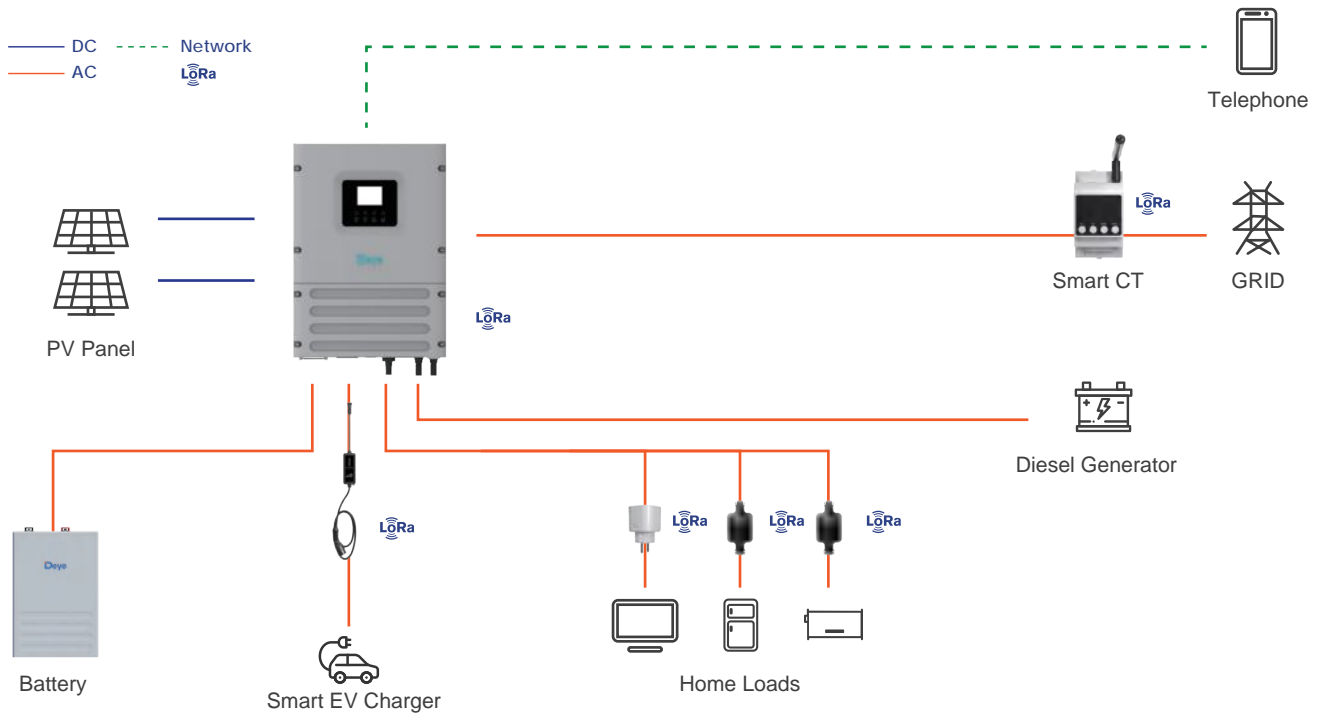 DC
Network
AC
LoRa
Telephone
LoRa
Smart CT
GRID
Deye
LoRa
PV Panel
Diesel Generator
LoRa
LoRa
LoRa
LoRa
Deye
Battery
Smart EV Charger
Home Loads